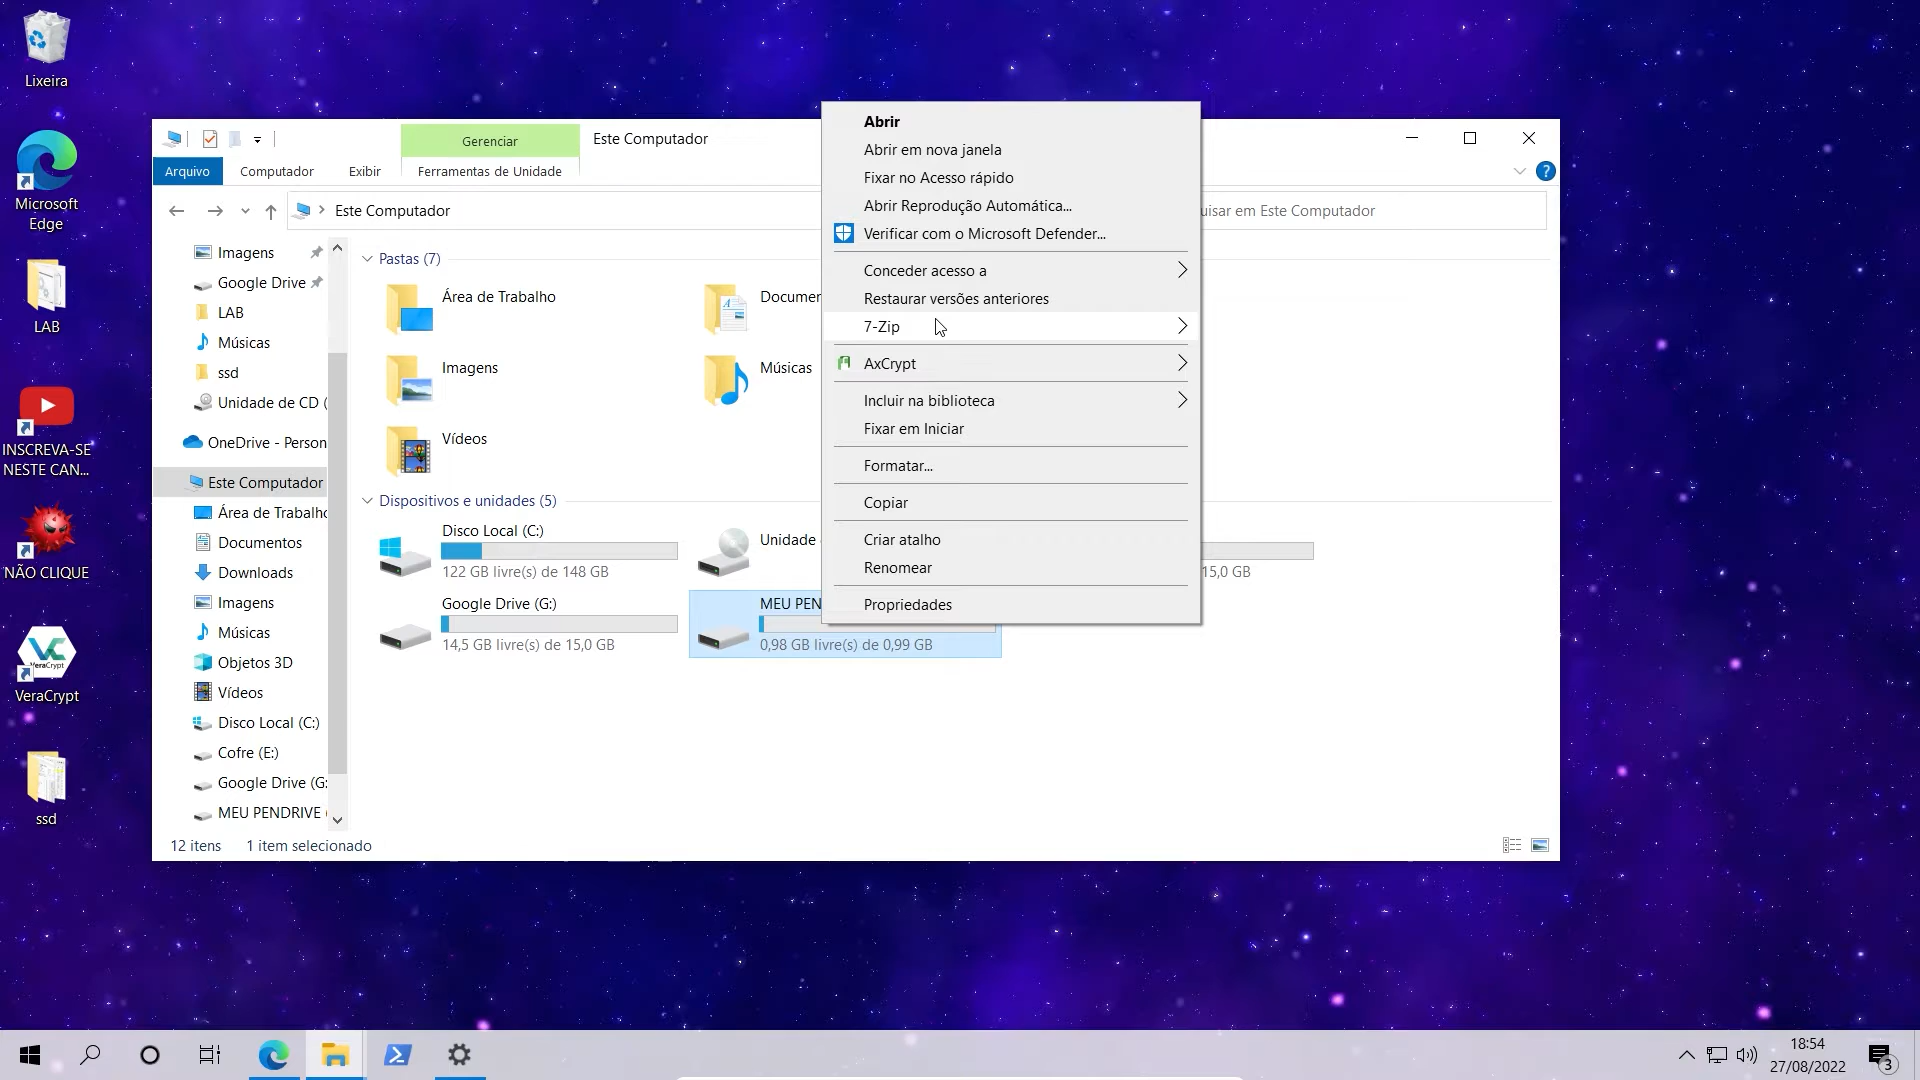 Lixeira
Microsoft
Edge
LAB
INSCREVA-SE
NESTE CAN...
NÃO CLIQUE
VeraCrypt
VeraCrypt
ssd
Gerenciar
Este Computador
Arquivo
Computador
Exibir
Ferramentas de Unidade
Este Computador
uisar em Este Computador
Imagens
Google Drive
LAB
Músicas
ssd
Unidade de CD (
OneDrive - Person
Este Computador
Área de Trabalho
Documentos
Downloads
Imagens
Músicas
Objetos 3D
Vídeos
Disco Local (C:)
Cofre (E:)
Google Drive (G:
MEU PENDRIVE (
Pastas (7)
Área de Trabalho
Documen
Imagens
Músicas
Vídeos
Dispositivos e unidades (5)
Disco Local (C:)
122 GB livre(s) de 148 GB
Unidade
15,0 GB
Google Drive (G:)
14,5 GB livre(s) de 15,0 GB
MEU PEN
0,98 GB livre(s) de 0,99 GB
Abrir
Abrir em nova janela
Fixar no Acesso rápido
Abrir Reprodução Automática...
Verificar com o Microsoft Defender...
Conceder acesso a
Restaurar versões anteriores
7-Zip
AxCrypt
Incluir na biblioteca
Fixar em Iniciar
Formatar...
Copiar
Criar atalho
Renomear
Propriedades
12 itens
1 item selecionado
18:54
27/08/2022
3